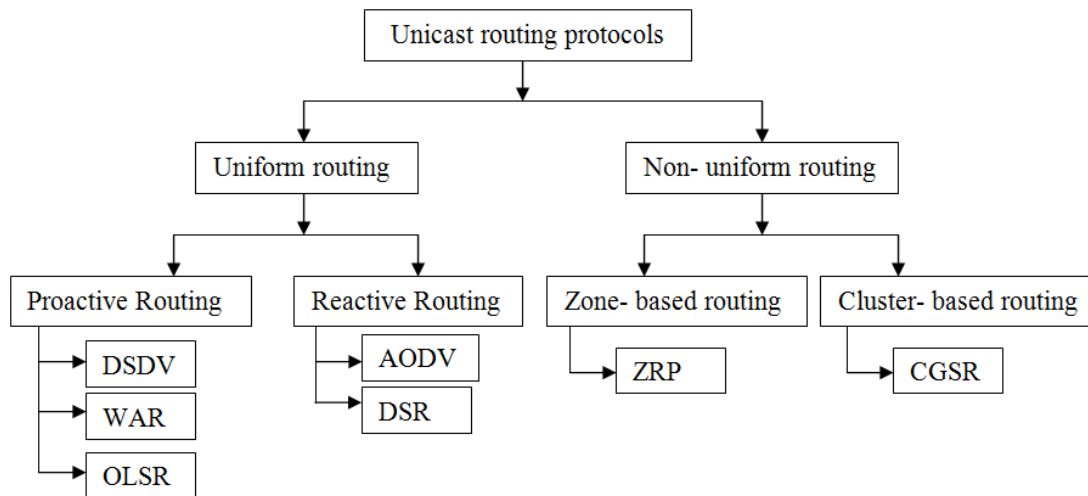 Unicast routing protocols
Uniform routing
Non- uniform routing
Proactive Routing
Reactive Routing
Zone- based routing
Cluster- based routing
DSDV
AODV
ZRP
CGSR
WAR
DSR
OLSR